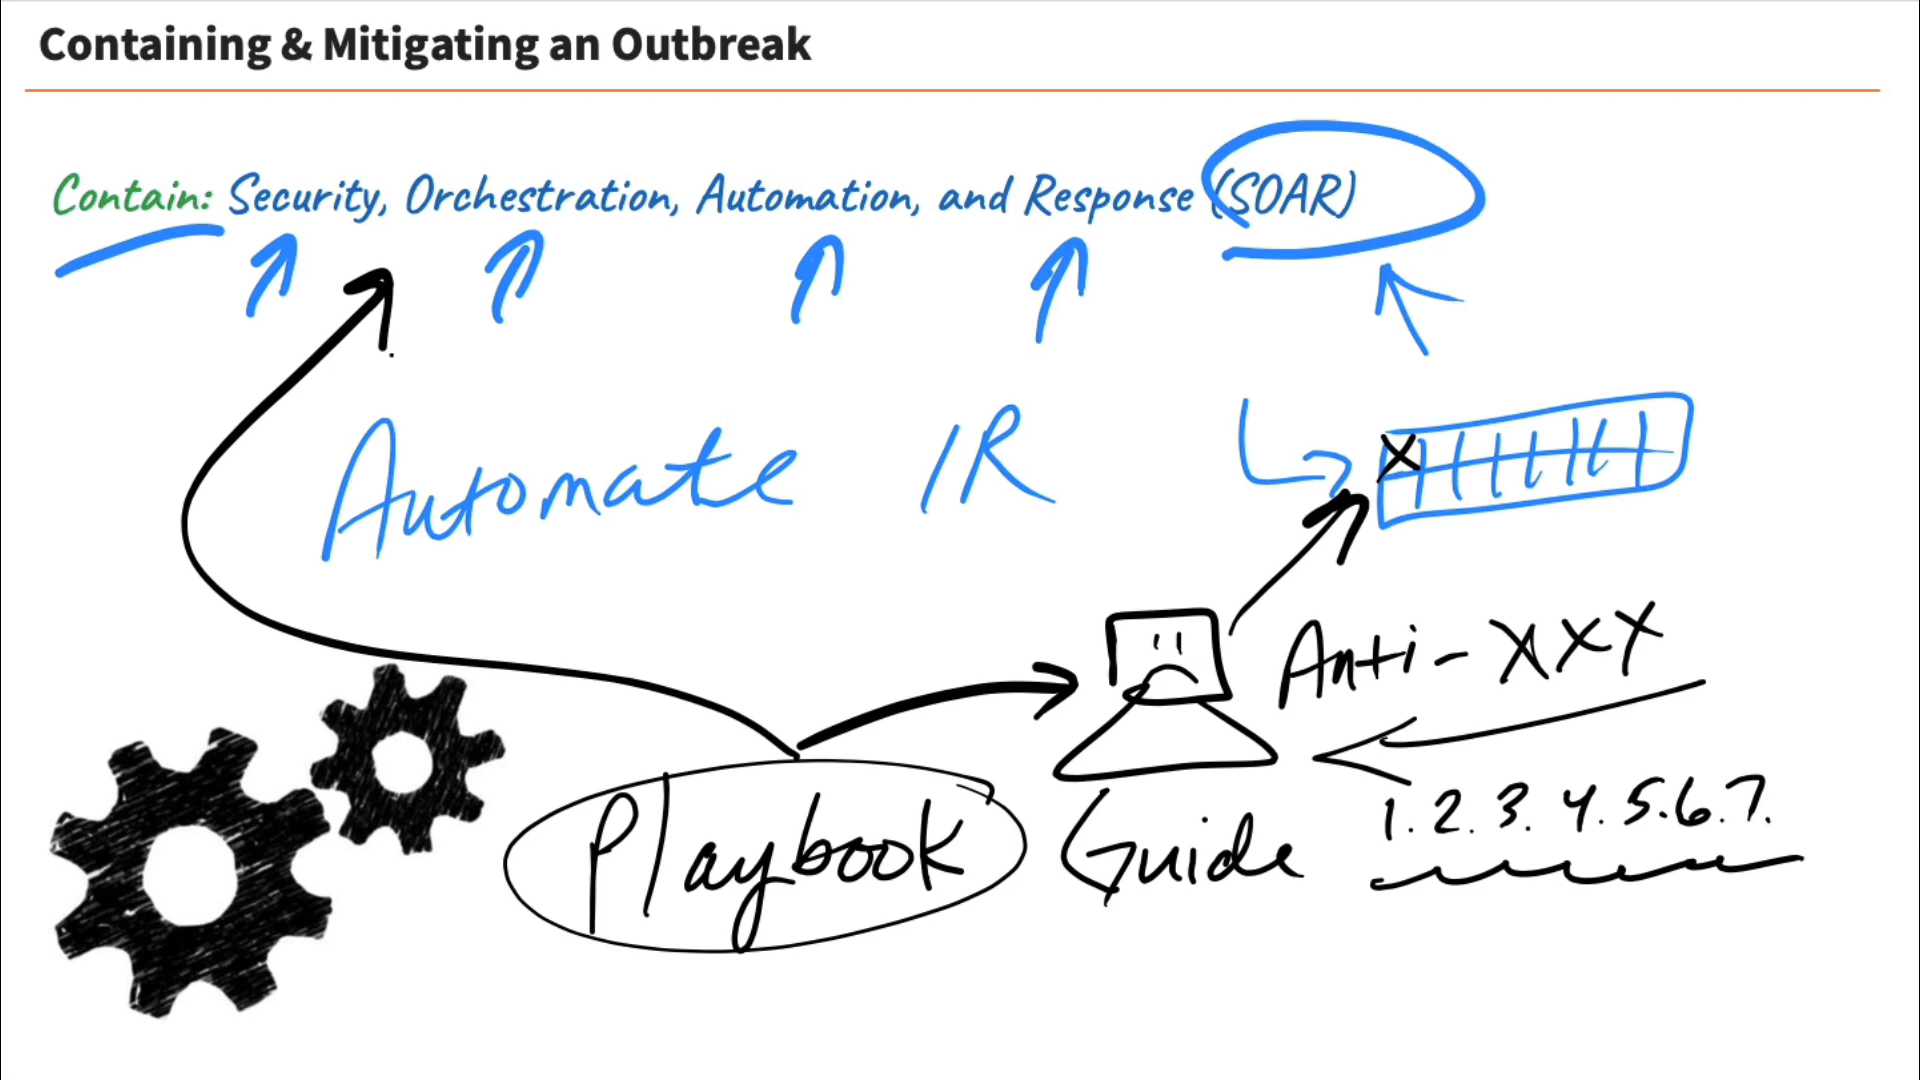 Containing & Mitigating an Outbreak
Contain: Security, Orchestration, Automation, and Response (SOAR)
Automate IR
Anti-XXX
Playbook Guide 1. 2. 3. 4. 5. 6. 7.